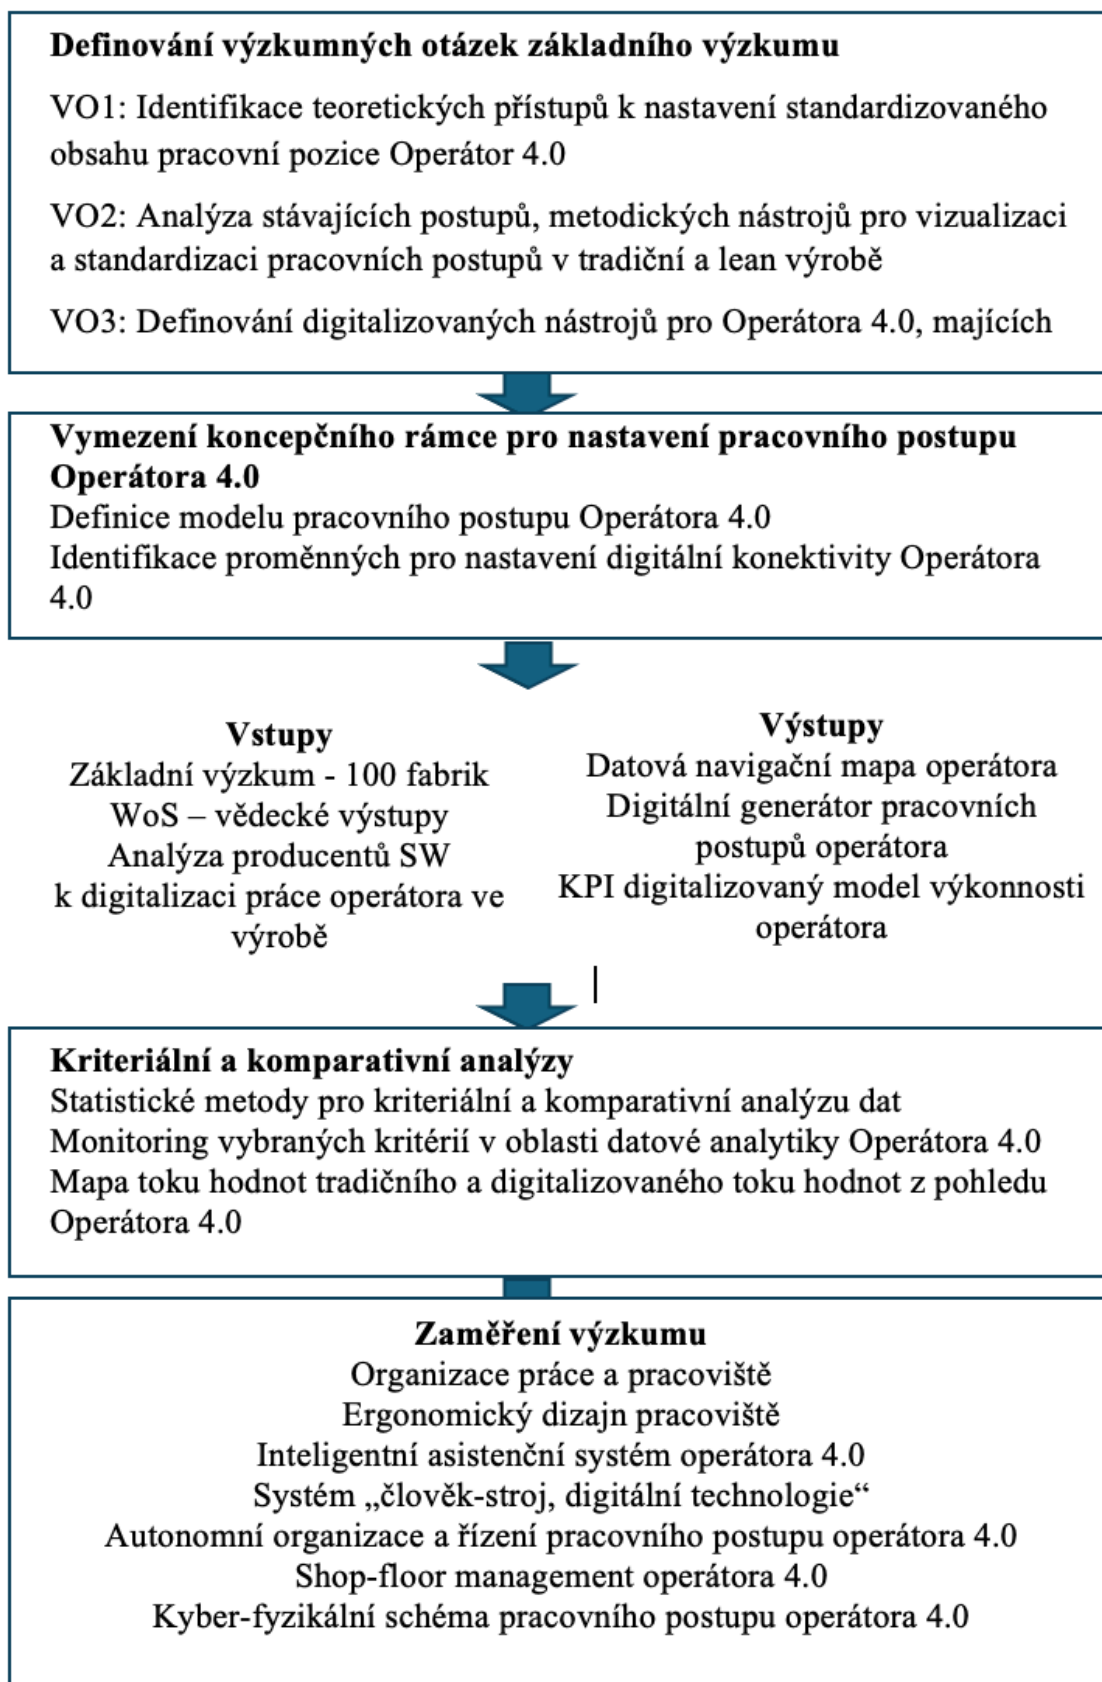 Definování výzkumných otázek základního výzkumu
VO1: Identifikace teoretických přístupů k nastavení standardizovaného
obsahu pracovní pozice Operátor 4.0
VO2: Analýza stávajících postupů, metodických nástrojů pro vizualizaci
a standardizaci pracovních postupů v tradiční a lean výrobě
VO3: Definování digitalizovaných nástrojů pro Operátora 4.0, majících
Vymezení koncepčního rámce pro nastavení pracovního postupu
Operátora 4.0
Definice modelu pracovního postupu Operátora 4.0
Identifikace proměnných pro nastavení digitální konektivity Operátora
4.0
Vstupy
Základní výzkum - 100 fabrik
WoS – vědecké výstupy
Analýza producentů SW
k digitalizaci práce operátora ve
výrobě
Výstupy
Datová navigační mapa operátora
Digitální generátor pracovních
postupů operátora
KPI digitalizovaný model výkonnosti
operátora
Kriteriální a komparativní analýzy
Statistické metody pro kriteriální a komparativní analýzu dat
Monitoring vybraných kritérií v oblasti datové analytiky Operátora 4.0
Mapa toku hodnot tradičního a digitalizovaného toku hodnot z pohledu
Operátora 4.0
Zaměření výzkumu
Organizace práce a pracoviště
Ergonomický dizajn pracoviště
Inteligentní asistenční systém operátora 4.0
Systém „člověk-stroj, digitální technologie“
Autonomní organizace a řízení pracovního postupu operátora 4.0
Shop-floor management operátora 4.0
Kyber-fyzikální schéma pracovního postupu operátora 4.0